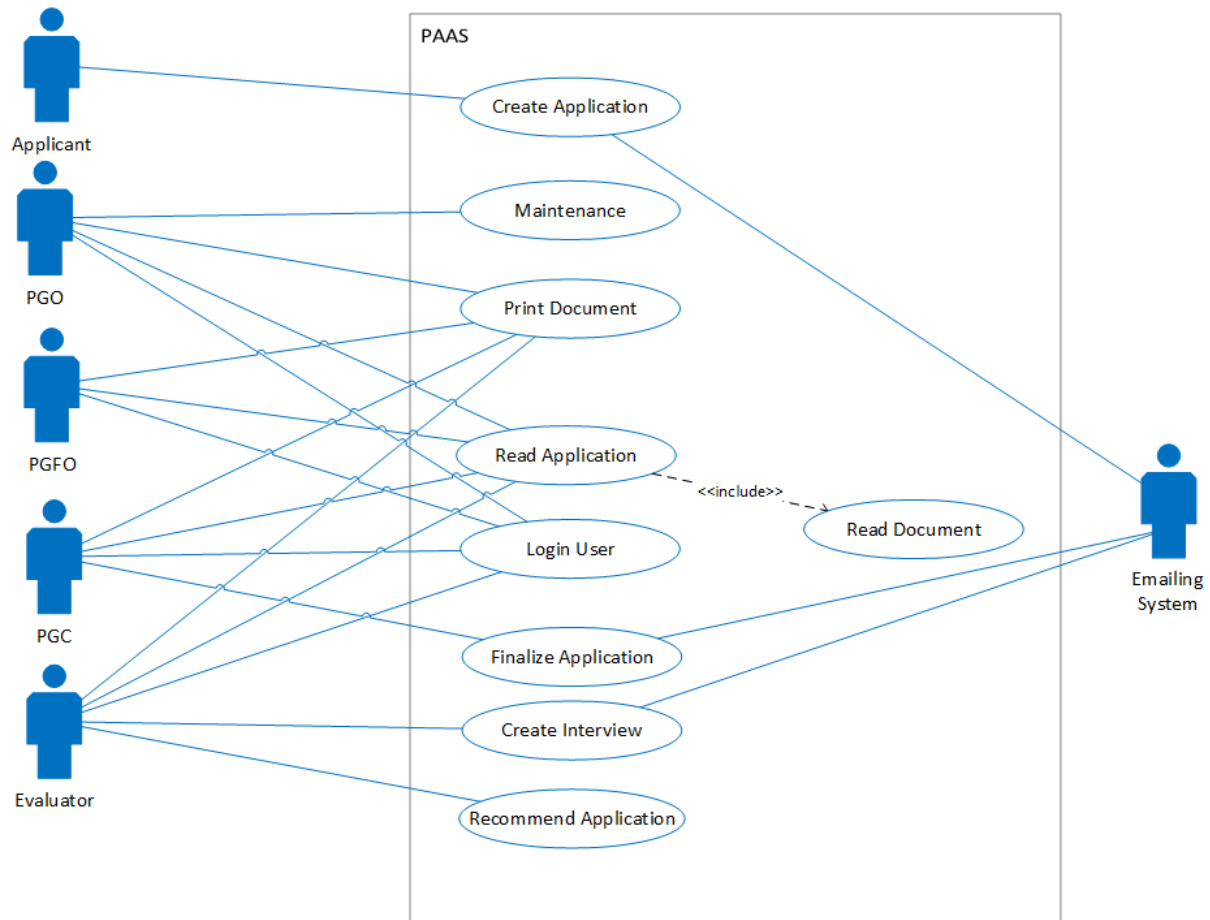 PAAS
Applicant
PGO
PGFO
PGC
Evaluator
Create Application
Maintenance
Print Document
Read Application
<<include>>
Read Document
Login User
Finalize Application
Create Interview
Recommend Application
Emailing
System